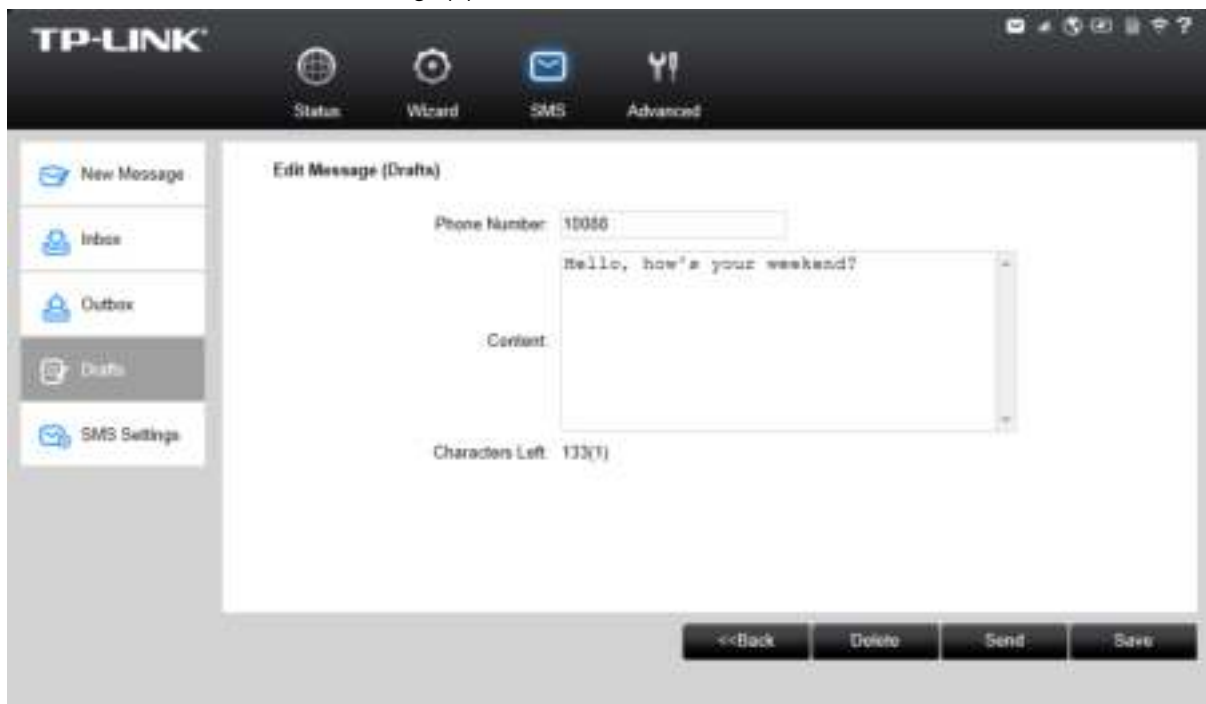 TP-LINK
?
Status Wizard SMS Advanced
New Message
Inbox
Outbox
Drafts
SMS Settings
Edit Message (Drafts)
Phone Number:
Hello, how's your weekend?
Content:
Characters Left: 133(1)
<<Back Delete Send Save